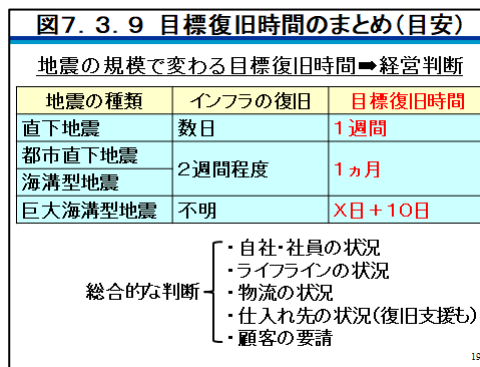 図7.3.9 目標復旧時間のまとめ(目安)
地震の規模で変わる目標復旧時間➡経営判断
地震の種類 インフラの復旧 目標復旧時間
直下地震 数日 1週間
都市直下地震
2週間程度 1ヵ月
海溝型地震
巨大海溝型地震 不明 X日+10日
・自社・社員の状況
・ライフラインの状況
総合的な判断 ・物流の状況
・仕入れ先の状況(復旧支援も)
・顧客の要請
19